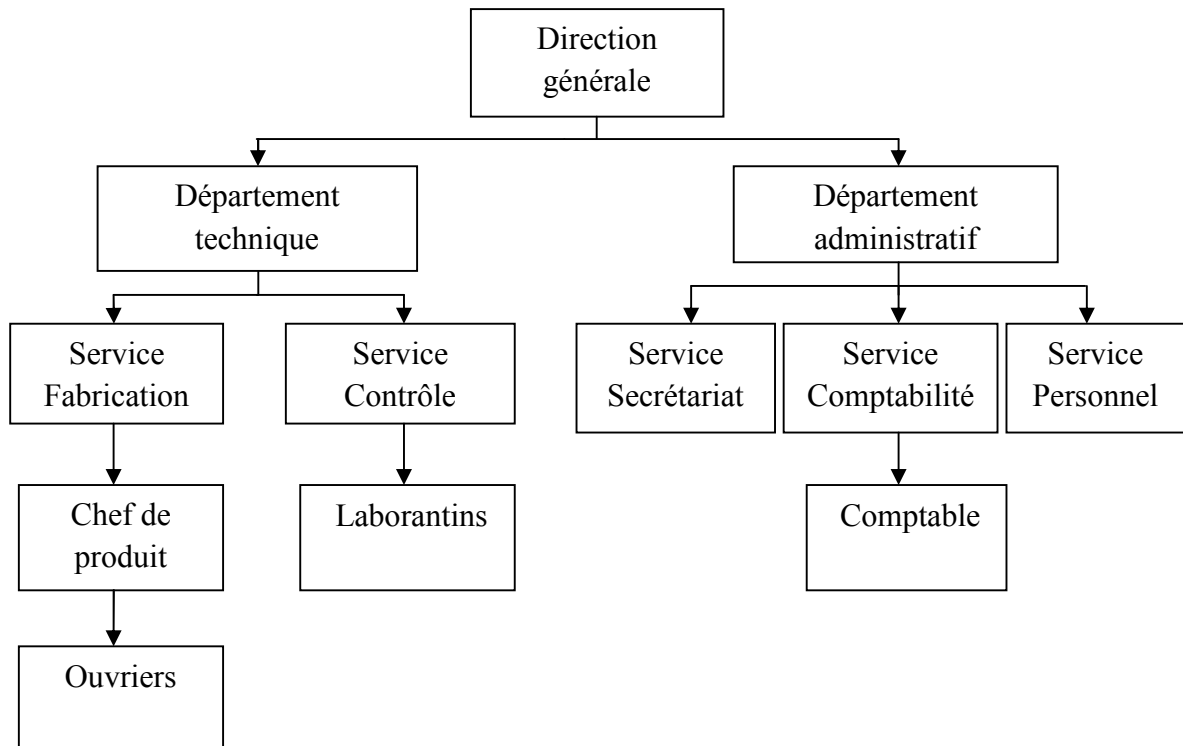 Direction
générale
Département
technique
Département
administratif
Service
Fabrication
Service
Contrôle
Service
Secrétariat
Service
Comptabilité
Service
Personnel
Chef de
produit
Laborantins
Comptable
Ouvriers